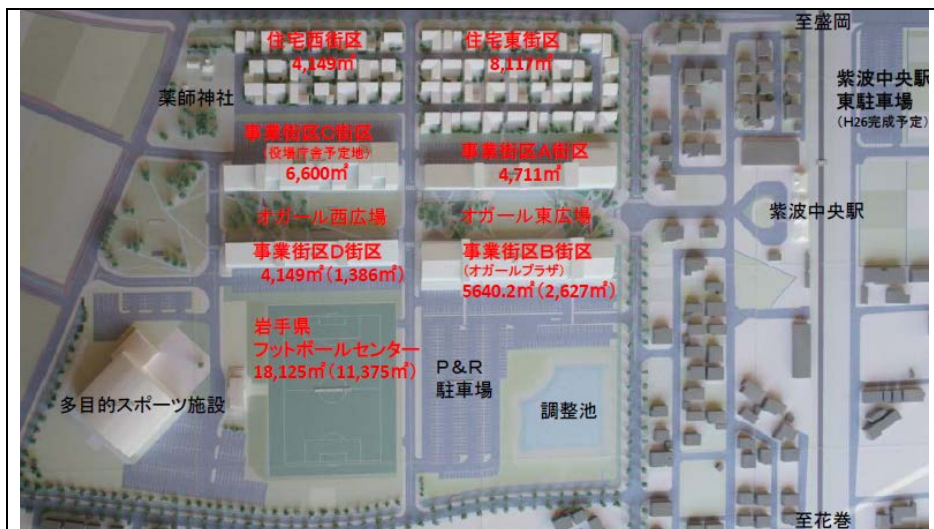 至盛岡
住宅西街区
4,149㎡
住宅東街区
8,117㎡
紫波中央駅
東駐車場
(H26完成予定)
薬師神社
事業街区C街区
(役場庁舎予定地)
6,600㎡
事業街区A街区
4,711㎡
オガール西広場
オガール東広場
紫波中央駅
事業街区D街区
4,149㎡(1,386㎡)
事業街区B街区
(オガールプラザ)
5640.2㎡(2,627㎡)
岩手県
フットボールセンター
18,125㎡(11,375㎡)
P&R
駐車場
多目的スポーツ施設
調整池
至花巻